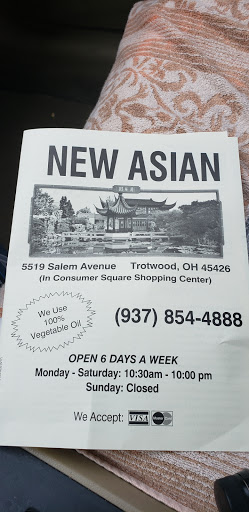 NEW ASIAN
5519 Salem Avenue Trotwood, OH 45426
(In Consumer Square Shopping Center)
We Use
100%
Vegetable Oil
(937) 854-4888
OPEN 6 DAYS A WEEK
Monday - Saturday: 10:30am - 10:00 pm
Sunday: Closed
We Accept: VISA